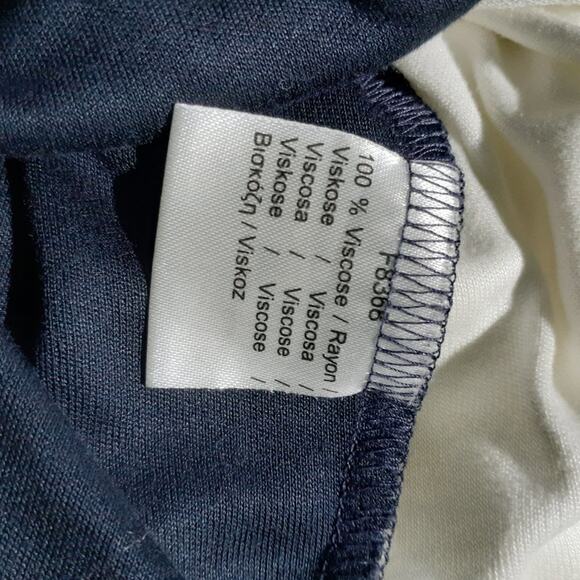 F8366
100 % Viscose / Rayon /
Viskose / Viscosa /
Viscosa / Viscose /
Viskose / Viscose /
Βισκόζη / Viskoz